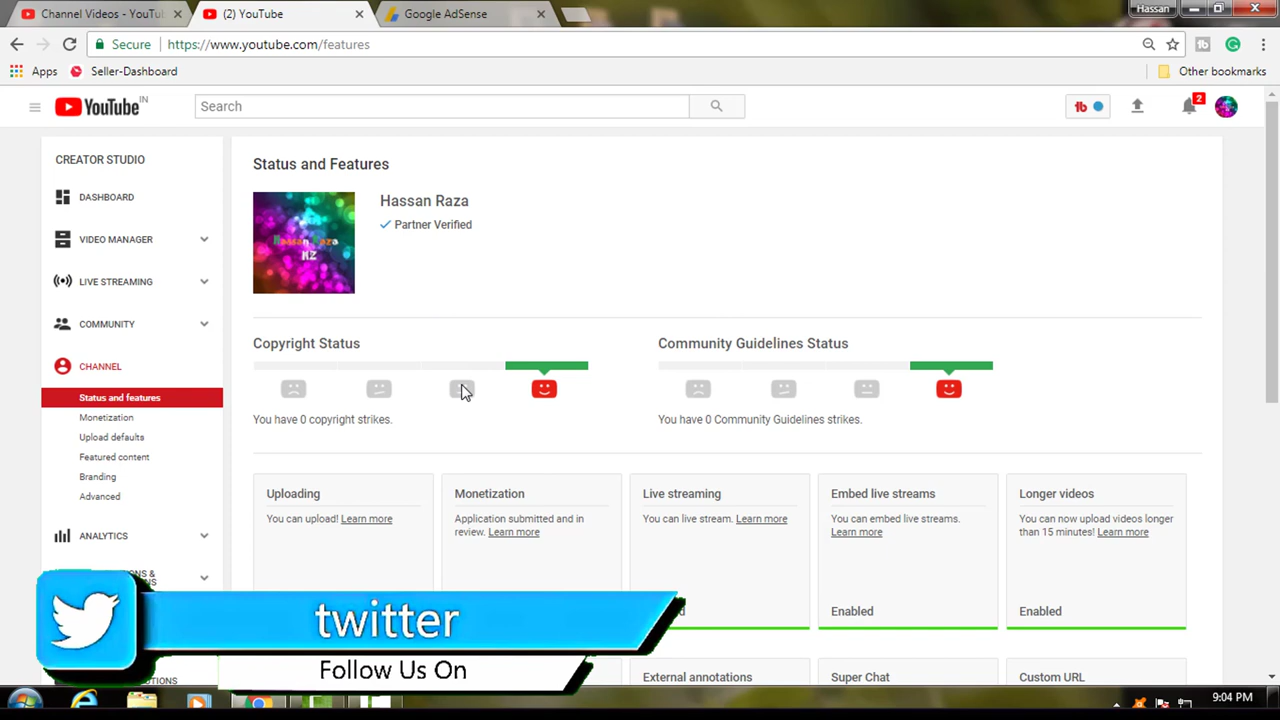 Channel Videos - YouTu
(2) YouTube
Google AdSense
Hassan
Secure
https://www.youtube.com/features
Apps
Seller-Dashboard
Other bookmarks
YouTube IN
Search
tb
2
CREATOR STUDIO
DASHBOARD
VIDEO MANAGER
LIVE STREAMING
COMMUNITY
CHANNEL
Status and features
Monetization
Upload defaults
Featured content
Branding
Advanced
ANALYTICS
Status and Features
Hassan Raza
NZ
Hassan Raza
Partner Verified
Copyright Status
You have 0 copyright strikes.
Community Guidelines Status
You have 0 Community Guidelines strikes.
Uploading
You can upload! Learn more
Monetization
Application submitted and in
review. Learn more
Live streaming
You can live stream. Learn more
Embed live streams
You can embed live streams.
Learn more
Enabled
Longer videos
You can now upload videos longer
than 15 minutes! Learn more
Enabled
External annotations
Super Chat
Custom URL
twitter
Follow Us On
9:04 PM